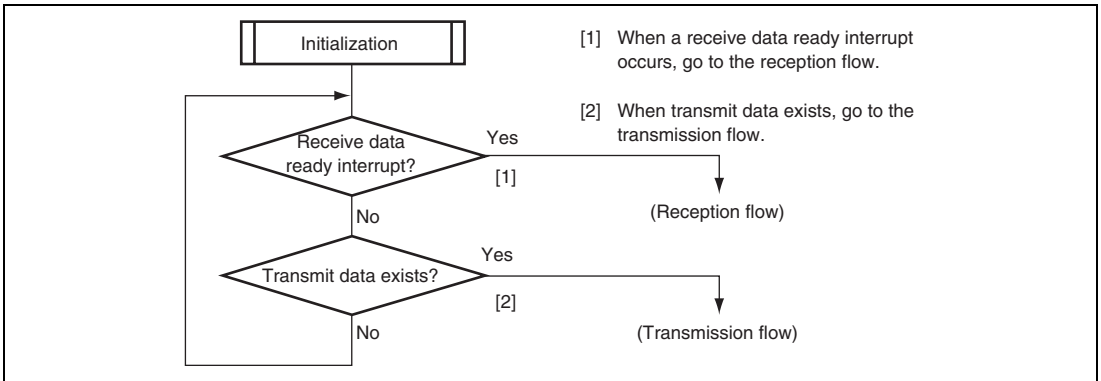 Initialization
[1] When a receive data ready interrupt
occurs, go to the reception flow.
[2] When transmit data exists, go to the
transmission flow.
Receive data
ready interrupt?
Yes
[1]
(Reception flow)
No
Transmit data exists?
Yes
[2]
(Transmission flow)
No